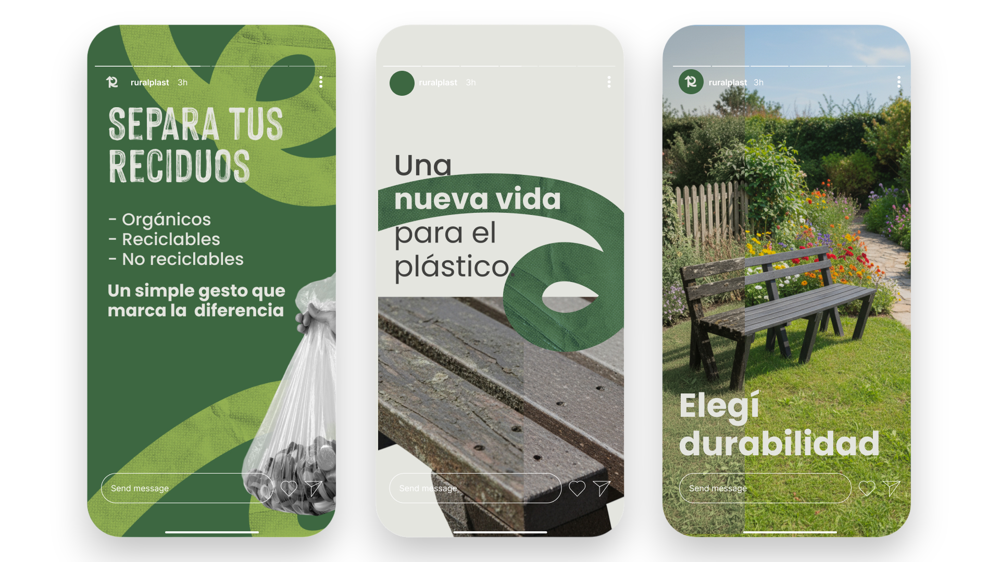 ruralplast 3h
SEPARA TUS
RECIDUOS
- Orgánicos
- Reciclables
- No reciclables
Un simple gesto que
marca la  diferencia
Send message
ruralplast 3h
Una
nueva vida
para el
plástico.
Send message
ruralplast 3h
Elegí
durabilidad
Send message